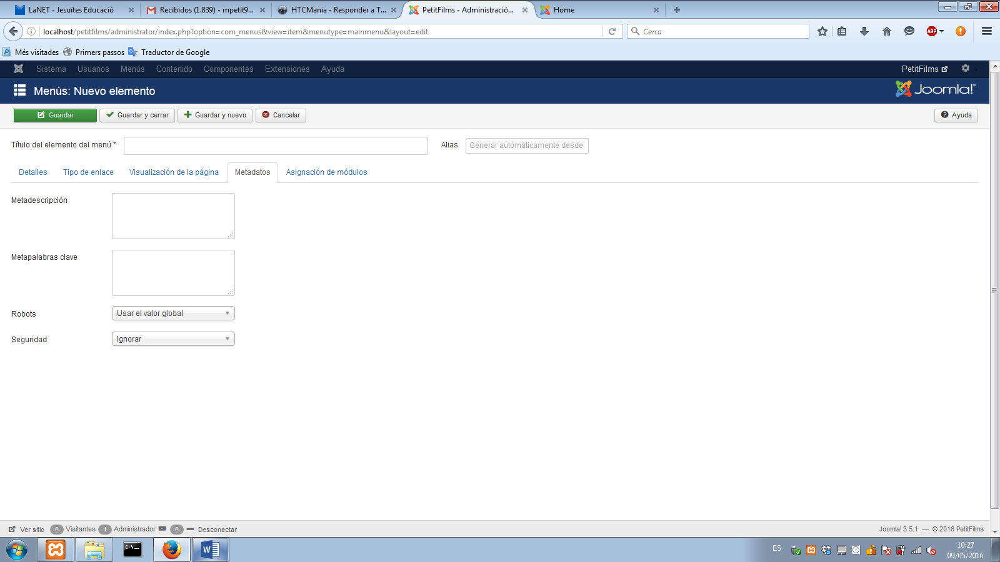 LaNET - Jesuïtes Educació
Recibidos (1.839) - mpetit9...
HTCMania - Responder a T...
PetitFilms - Administració...
Home
localhost/petitfilms/administrator/index.php?option=com_menus&view=item&menutype=mainmenu&layout=edit
Cerca
ABP
Més visitades
Primers passos
Traductor de Google
Sistema
Usuarios
Menús
Contenido
Componentes
Extensiones
Ayuda
PetitFilms
Menús: Nuevo elemento
Joomla!
Guardar
Guardar y cerrar
Guardar y nuevo
Cancelar
Ayuda
Título del elemento del menú *
Alias
Generar automáticamente desde
Detalles
Tipo de enlace
Visualización de la página
Metadatos
Asignación de módulos
Metadescripción
Metapalabras clave
Robots
Usar el valor global
Seguridad
Ignorar
Ver sitio
0
Visitantes
1
Administrador
0
Desconectar
Joomla! 3.5.1 — © 2016 PetitFilms
ES
10:27
09/05/2016